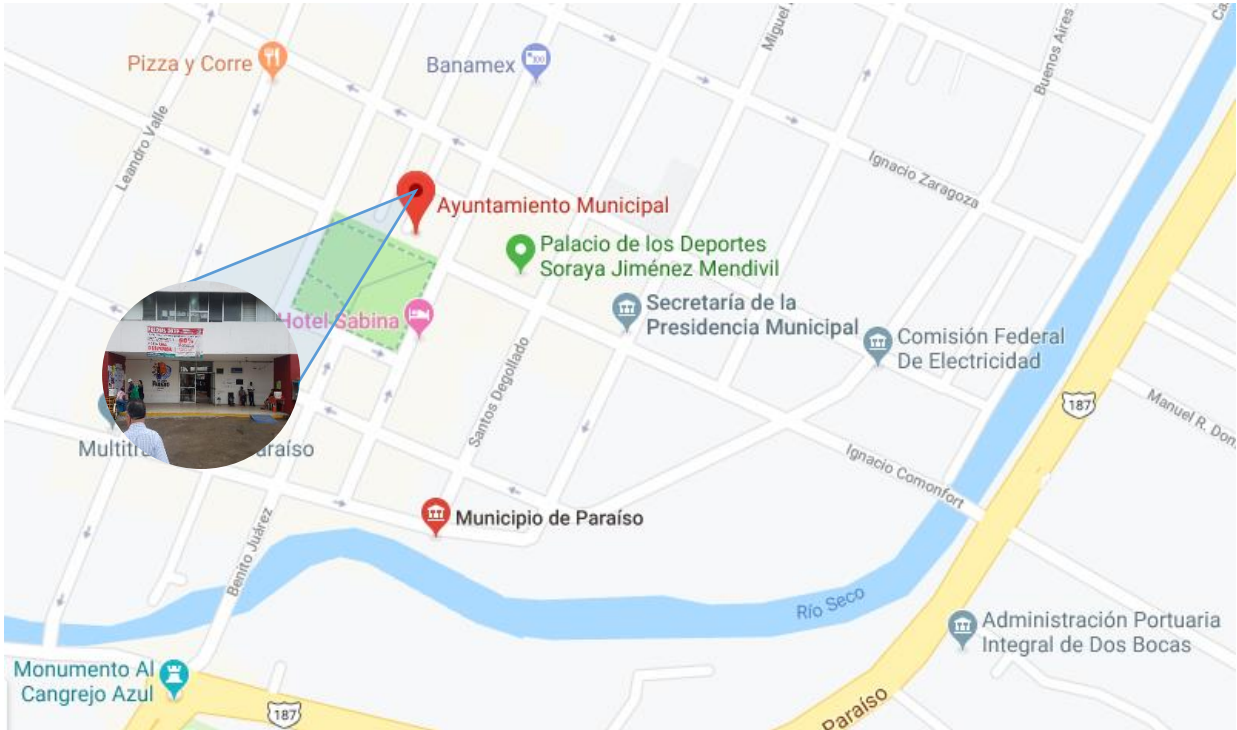 Pizza y Corre
Banamex
Miguel
Buenos Aires
Leandro Valle
Ignacio Zaragoza
Ayuntamiento Municipal
Palacio de los Deportes
Soraya Jiménez Mendivil
Hotel Sabina
Secretaría de la
Presidencia Municipal
Comisión Federal
De Electricidad
187
Manuel R. Dom
Santos Degollado
Multitra
araíso
Ignacio Comonfort
Municipio de Paraíso
Benito Juárez
Río Seco
Administración Portuaria
Integral de Dos Bocas
Monumento Al
Cangrejo Azul
187
Paraíso